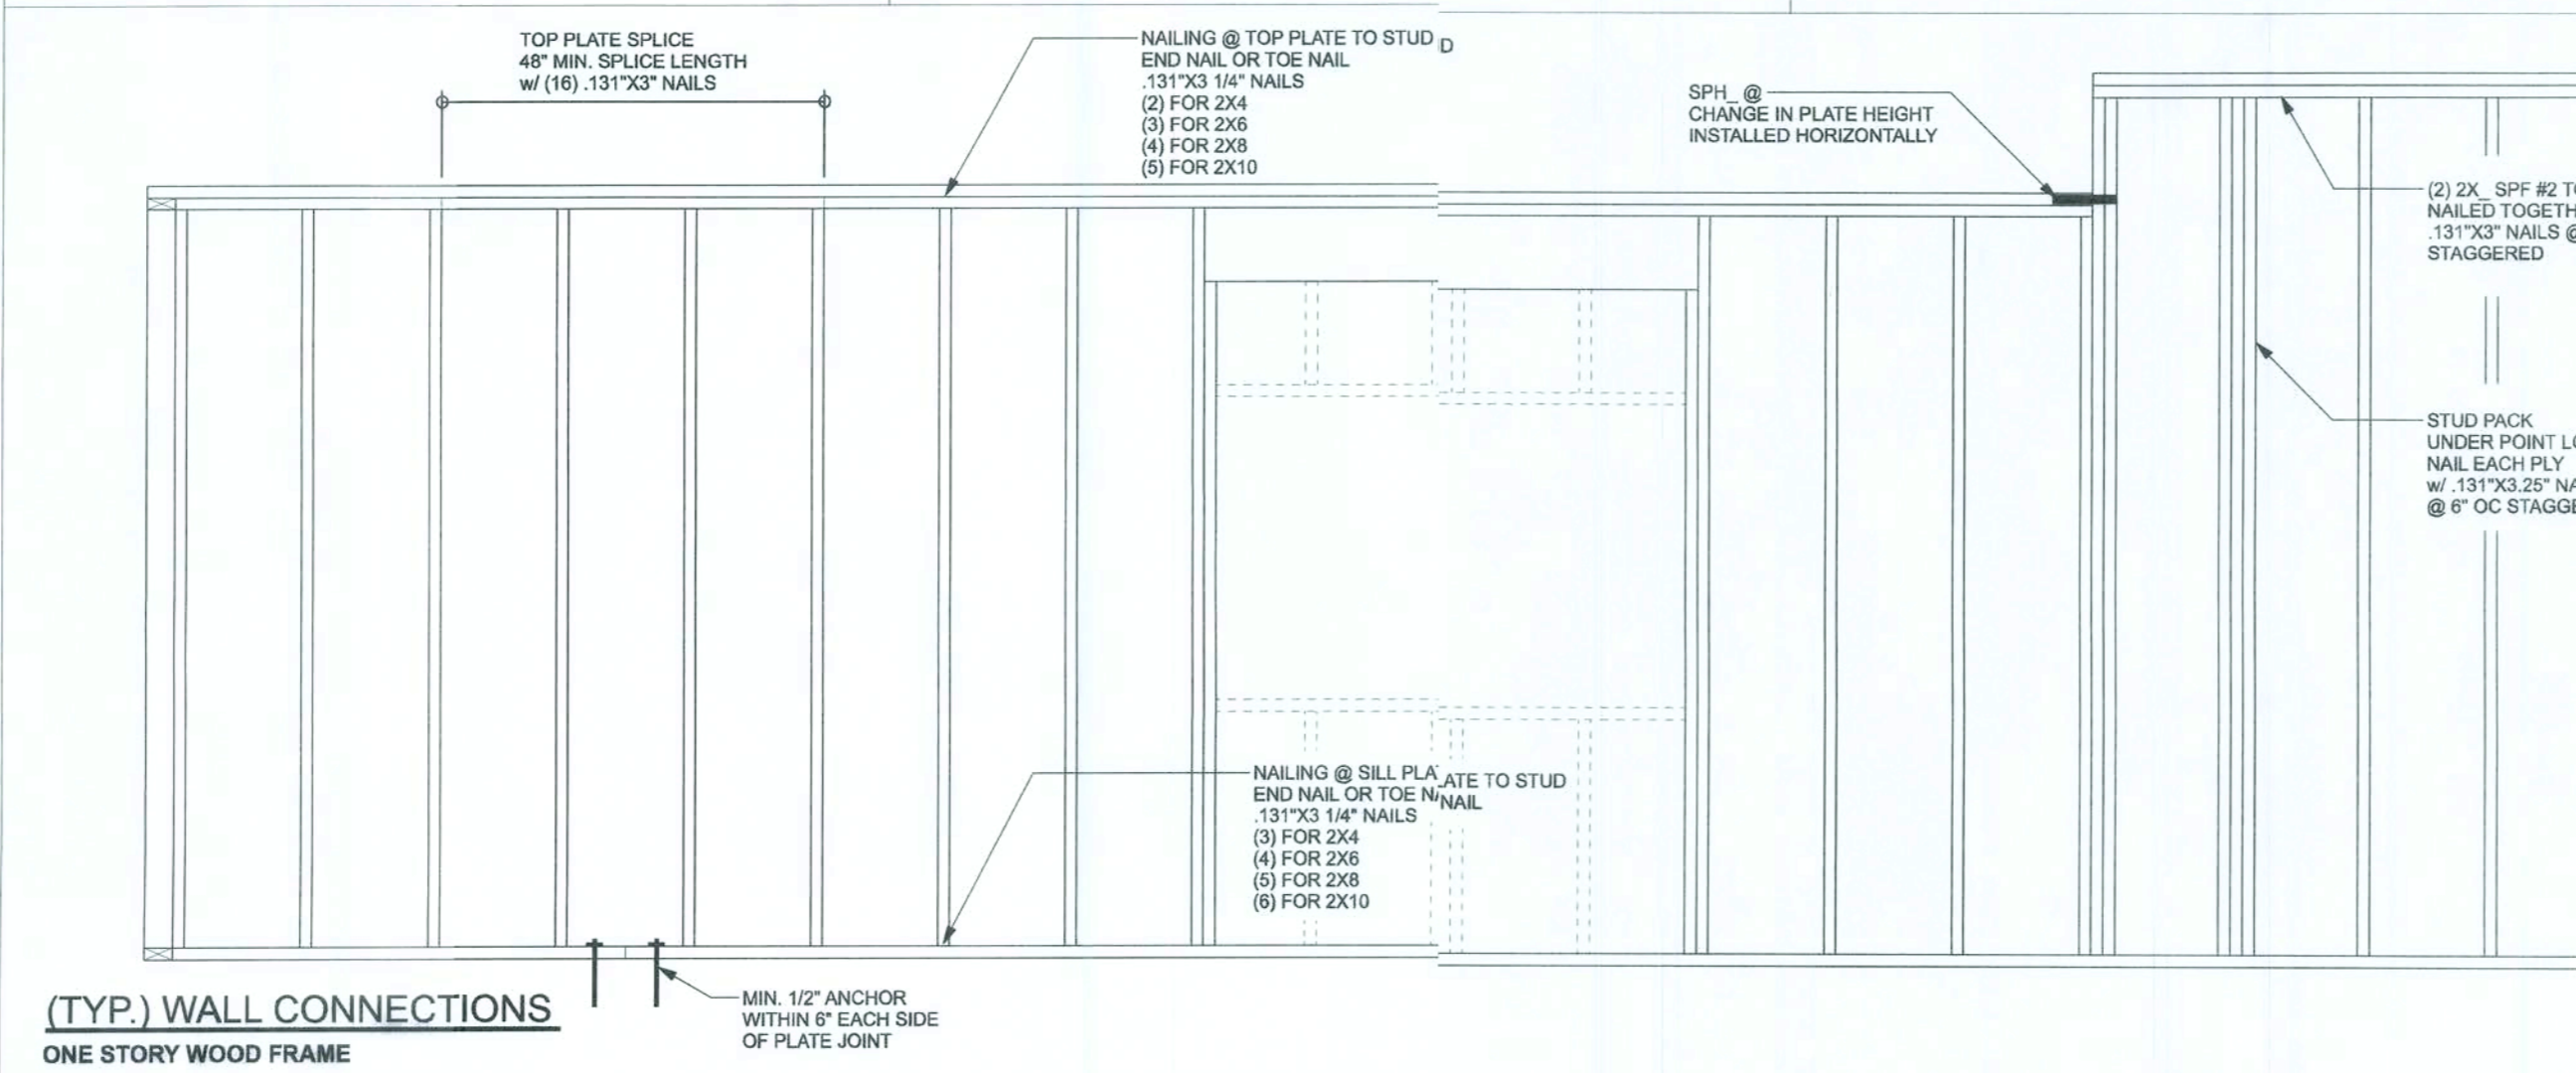 TOP PLATE SPLICE
48" MIN. SPLICE LENGTH
w/ (16) .131"X3" NAILS
NAILING @ TOP PLATE TO STUD D
END NAIL OR TOE NAIL
.131"X3 1/4" NAILS
(2) FOR 2X4
(3) FOR 2X6
(4) FOR 2X8
(5) FOR 2X10
SPH_ @
CHANGE IN PLATE HEIGHT
INSTALLED HORIZONTALLY
(2) 2X_ SPF #2
NAILED
.131"X3" NAILS @
STAGGERED
STUD PACK
UNDER POINT
NAIL EACH PLY
w/ .131"X3.25"
@ 6" OC
NAILING @ SILL PLATE TO STUD
END NAIL OR TOE NAIL
.131"X3 1/4" NAILS
(3) FOR 2X4
(4) FOR 2X6
(5) FOR 2X8
(6) FOR 2X10
MIN. 1/2" ANCHOR
WITHIN 6" EACH SIDE
OF PLATE JOINT
(TYP.) WALL CONNECTIONS
ONE STORY WOOD FRAME